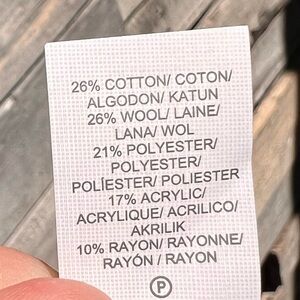 26% COTTON/ COTON/
ALGODON/ KATUN
26% WOOL/ LAINE/
LANA/ WOL
21% POLYESTER/
POLYESTER/
POLÍESTER/ POLIESTER
17% ACRYLIC/
ACRYLIQUE/ ACRILICO/
AKRILIK
10% RAYON/ RAYONNE/
RAYÓN / RAYON
P